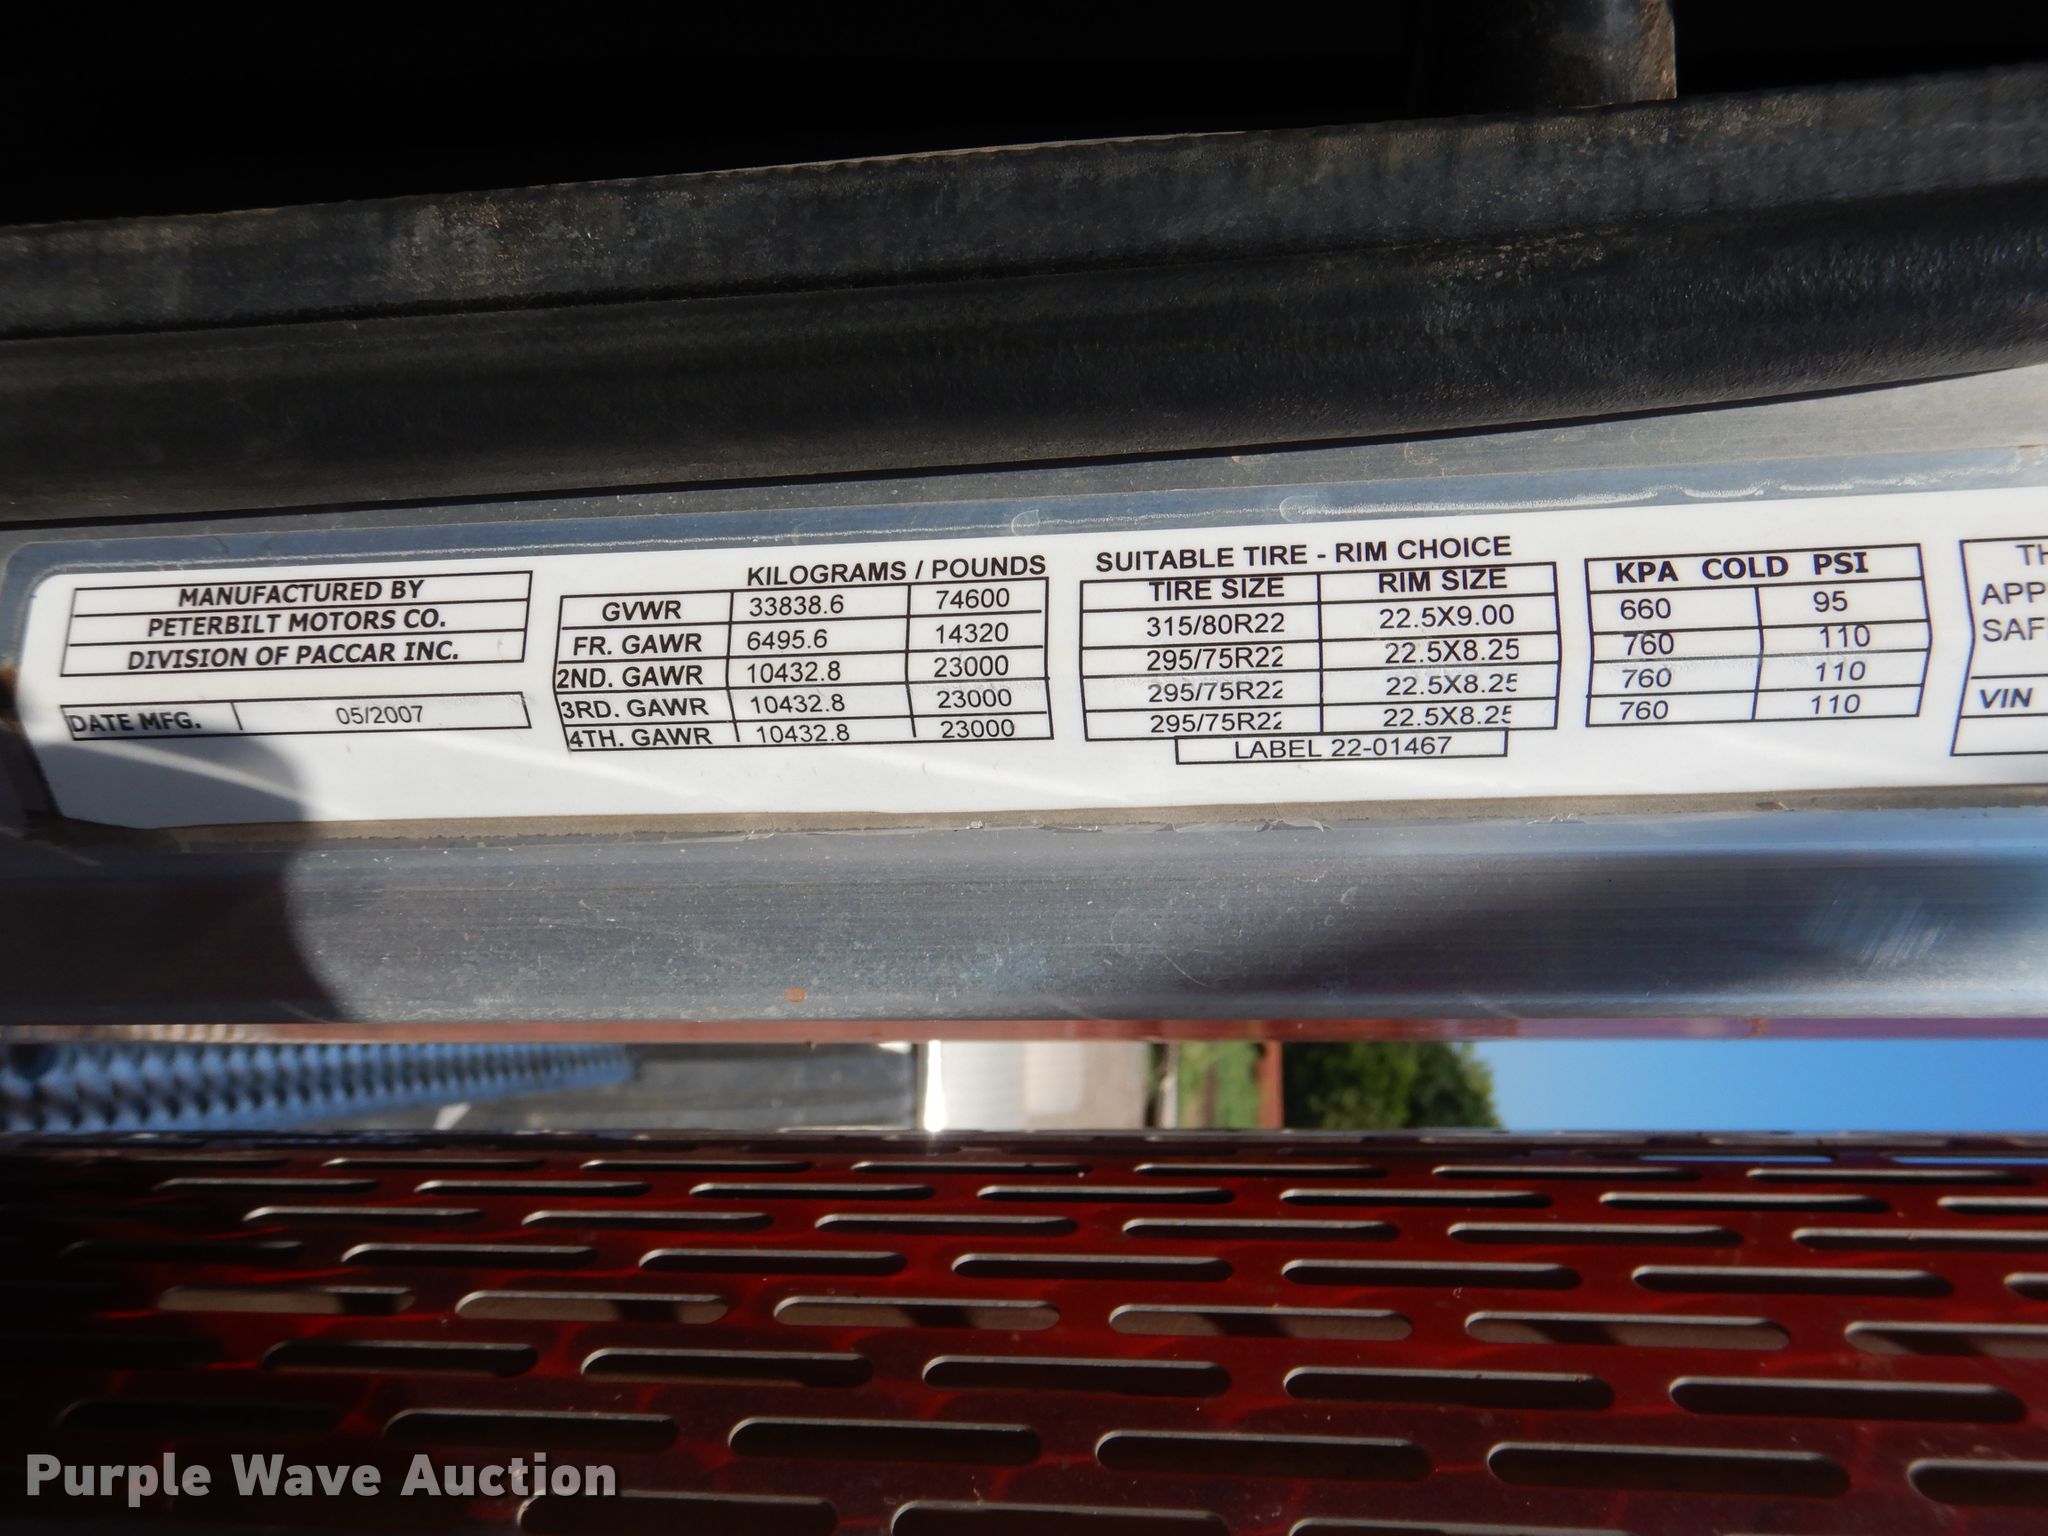 MANUFACTURED BY
PETERBILT MOTORS CO.
DIVISION OF PACCAR INC.
DATE MFG. 05/2007
KILOGRAMS / POUNDS
GVWR 33838.6 74600
FR. GAWR 6495.6 14320
2ND. GAWR 10432.8 23000
3RD. GAWR 10432.8 23000
4TH. GAWR 10432.8 23000
SUITABLE TIRE - RIM CHOICE
TIRE SIZE RIM SIZE
315/80R22 22.5X9.00
295/75R22 22.5X8.25
295/75R22 22.5X8.25
295/75R22 22.5X8.25
LABEL 22-01467
KPA COLD PSI
660 95
760 110
760 110
760 110
TH
APP
SAF
VIN
Purple Wave Auction